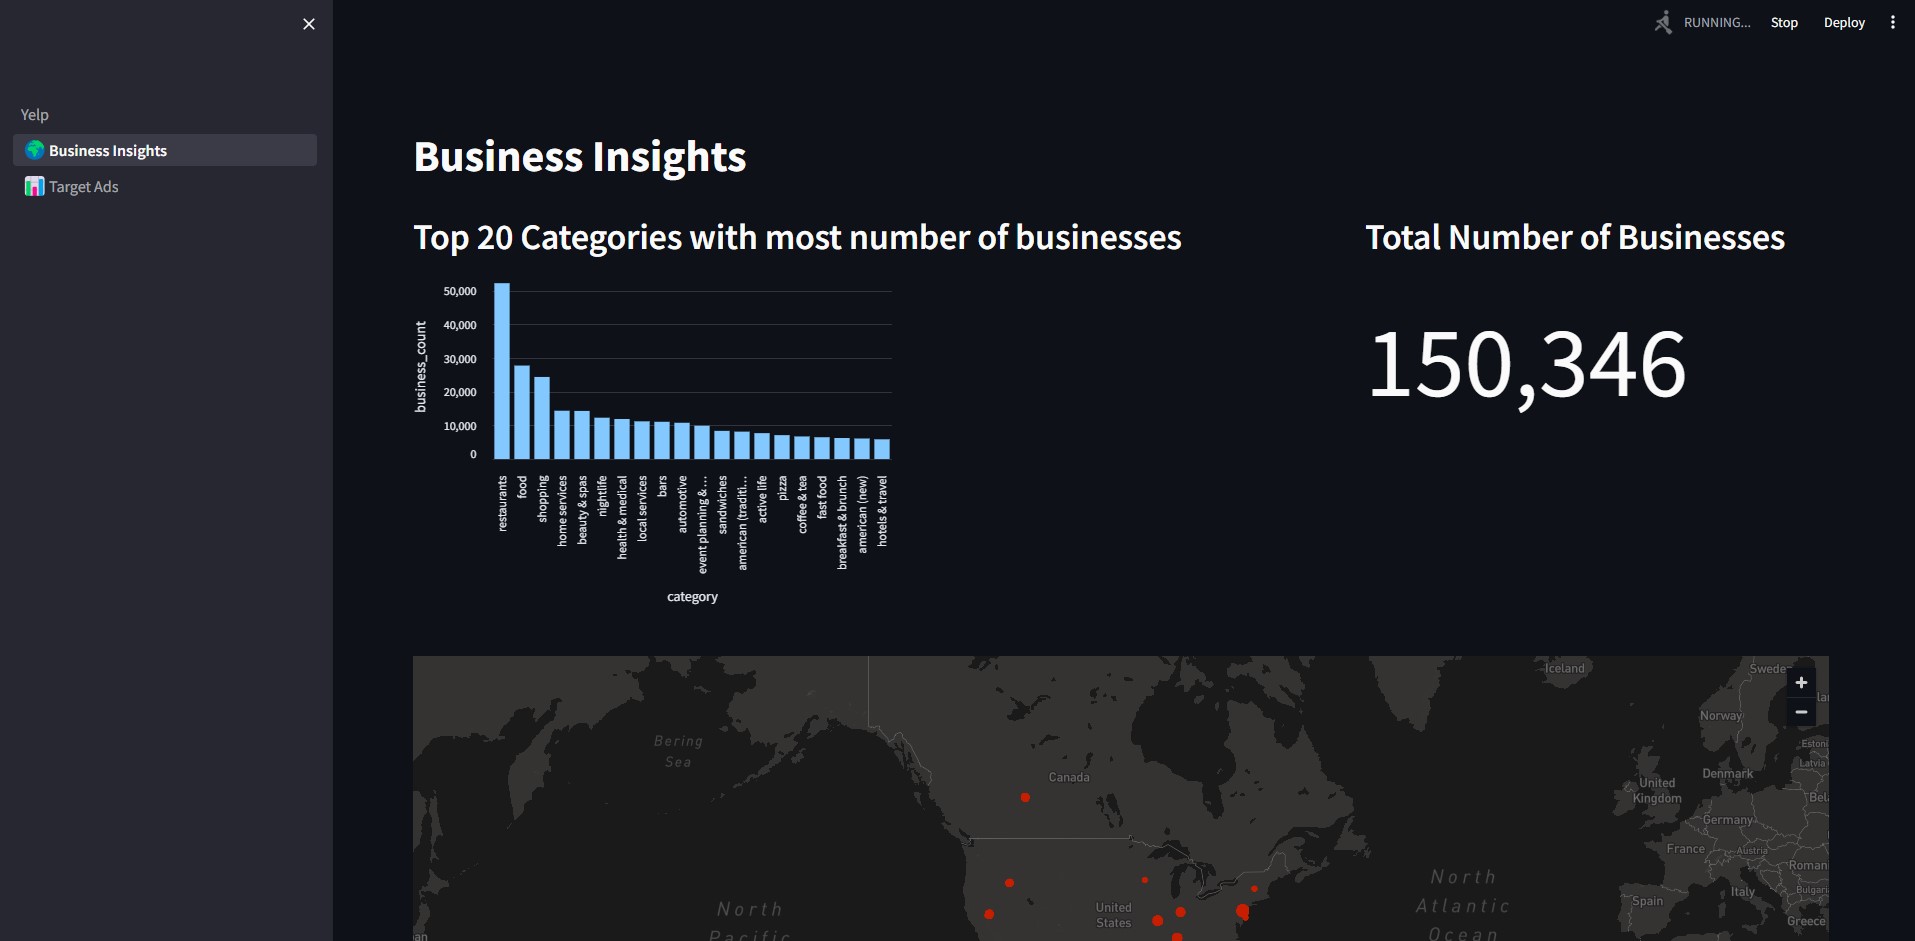 RUNNING...
Stop
Deploy
Yelp
Business Insights
Target Ads
Business Insights
Top 20 Categories with most number of businesses
Total Number of Businesses
150,346
business_count
50,000
40,000
30,000
20,000
10,000
0
restaurants
food
shopping
home services
beauty & spas
nightlife
health & medical
local services
bars
automotive
event planning & ...
sandwiches
american (traditi...
active life
pizza
coffee & tea
fast food
breakfast & brunch
american (new)
hotels & travel
category
Iceland
Swede
Norway
Bering
Sea
Estoni
Latvia
Canada
Denmark
United
Kingdom
Bel
Germany
France
Austria
Romani
North
Atlantic
Ocean
Italy
Bulgari
Spain
Greece
United
States
North
Pacific